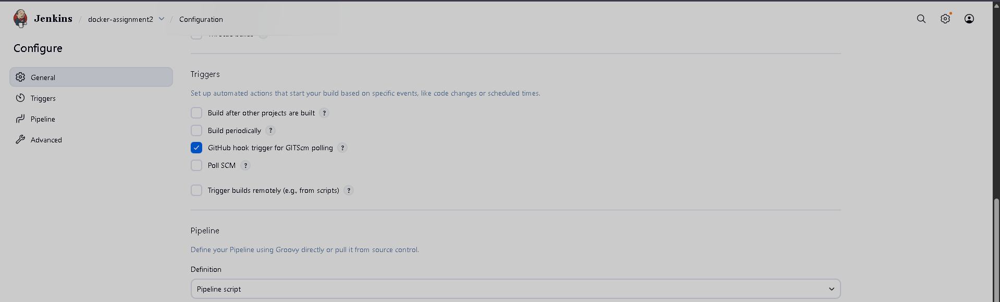 Jenkins / docker-assignment2 / Configuration
Configure
General
Triggers
Pipeline
Advanced
Triggers
Set up automated actions that start your build based on specific events, like code changes or scheduled times.
Build after other projects are built ?
Build periodically ?
GitHub hook trigger for GITScm polling ?
Poll SCM ?
Trigger builds remotely (e.g., from scripts) ?
Pipeline
Define your Pipeline using Groovy directly or pull it from source control.
Definition
Pipeline script